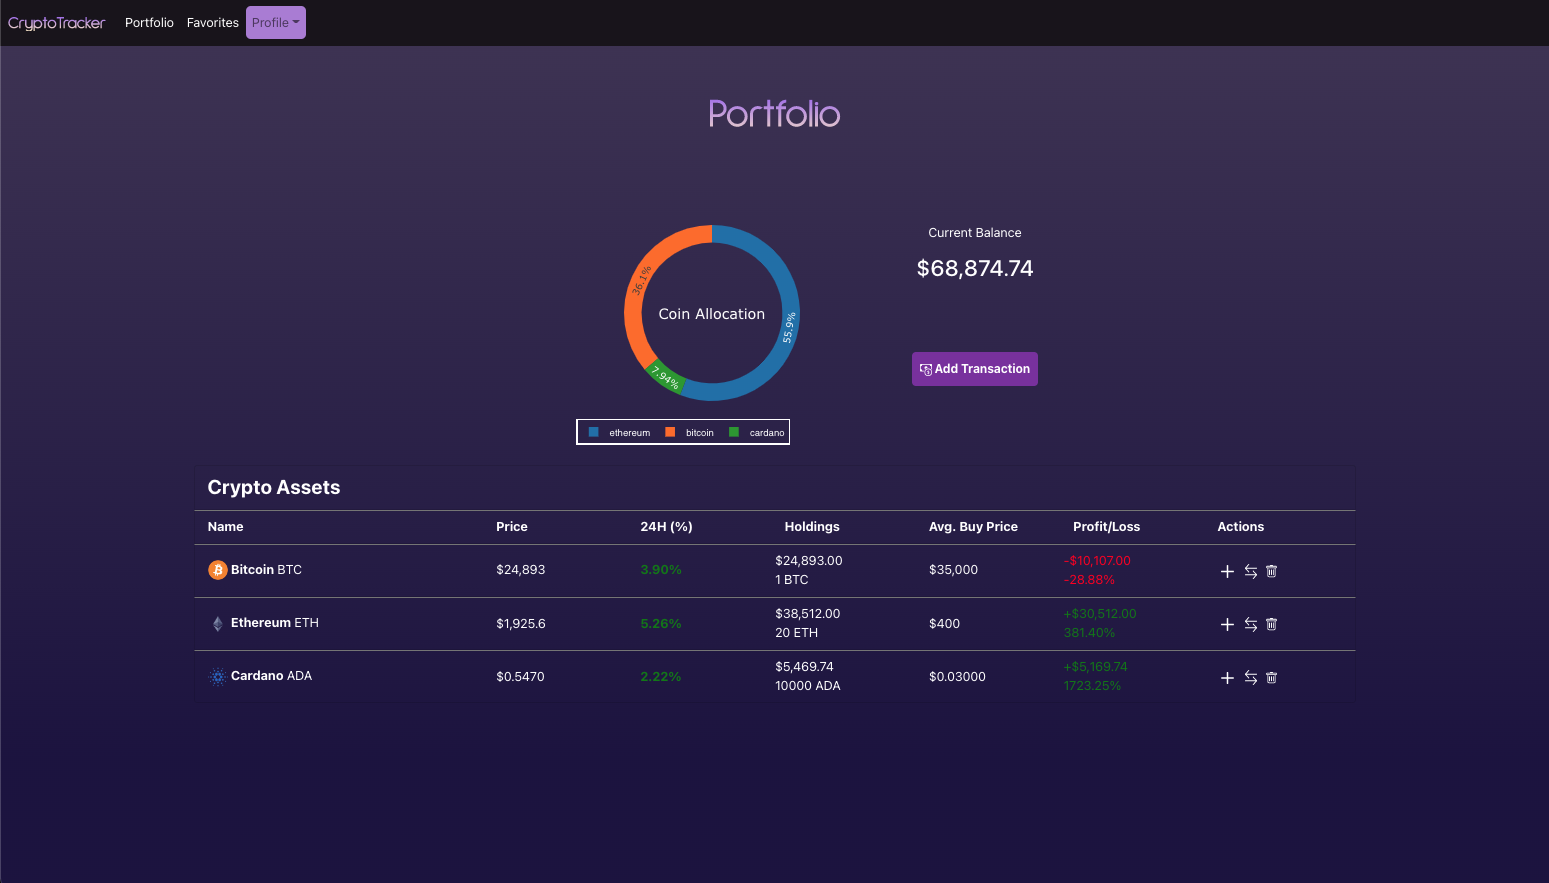 CryptoTracker Portfolio Favorites Profile
Portfolio
Current Balance
$68,874.74
36.1%
Coin Allocation
55.9%
7.94%
Add Transaction
ethereum bitcoin cardano
Crypto Assets
Name Price 24H (%) Holdings Avg. Buy Price Profit/Loss Actions
Bitcoin BTC $24,893 3.90% $24,893.00 $35,000 -$10,107.00
1 BTC -28.88%
Ethereum ETH $1,925.6 5.26% $38,512.00 $400 +$30,512.00
20 ETH 381.40%
Cardano ADA $0.5470 2.22% $5,469.74 $0.03000 +$5,169.74
10000 ADA 1723.25%